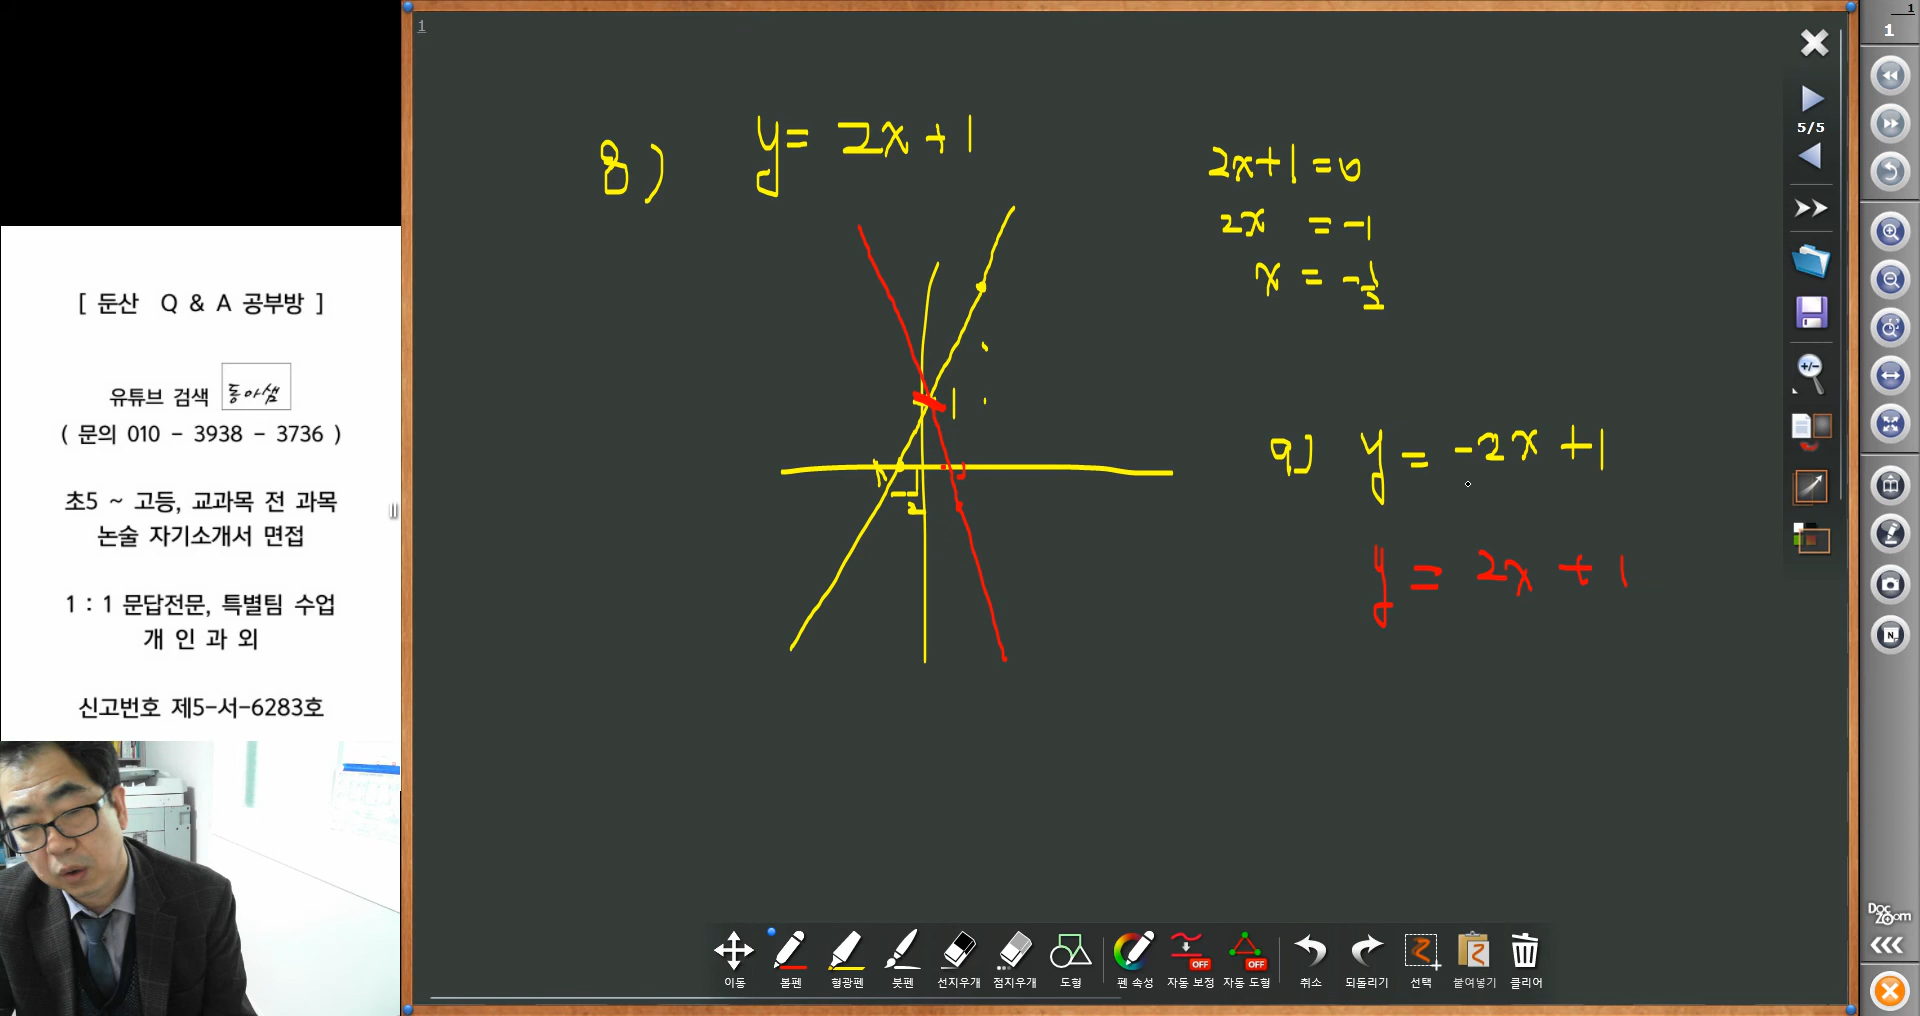 [ 둔산 Q & A 공부방 ]
유튜브 검색 동아샘
( 문의 010 - 3938 - 3736 )
초5 ~ 고등, 교과목 전 과목
논술 자기소개서 면접
1 : 1 문답전문, 특별팀 수업
개 인 과 외
신고번호 제5-서-6283호
1
8) y = 2x + 1
2x + 1 = 0
2x = -1
x = -1/2
1
-1/2
9) y = -2x + 1
y = 2x + 1
5/5
1
1
Doc Zoom
이동 볼펜 형광펜 붓펜 선지우개 점지우개 도형 펜 속성 OFF 자동 보정 OFF 자동 도형 취소 되돌리기 선택 붙여넣기 클리어